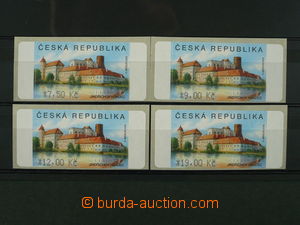 ČESKÁ REPUBLIKA
*7,50 Kč
ČESKÁ REPUBLIKA
*9,00 Kč
ČESKÁ REPUBLIKA
*12,00 Kč
ČESKÁ REPUBLIKA
*19,00 Kč
© burda-auction.com